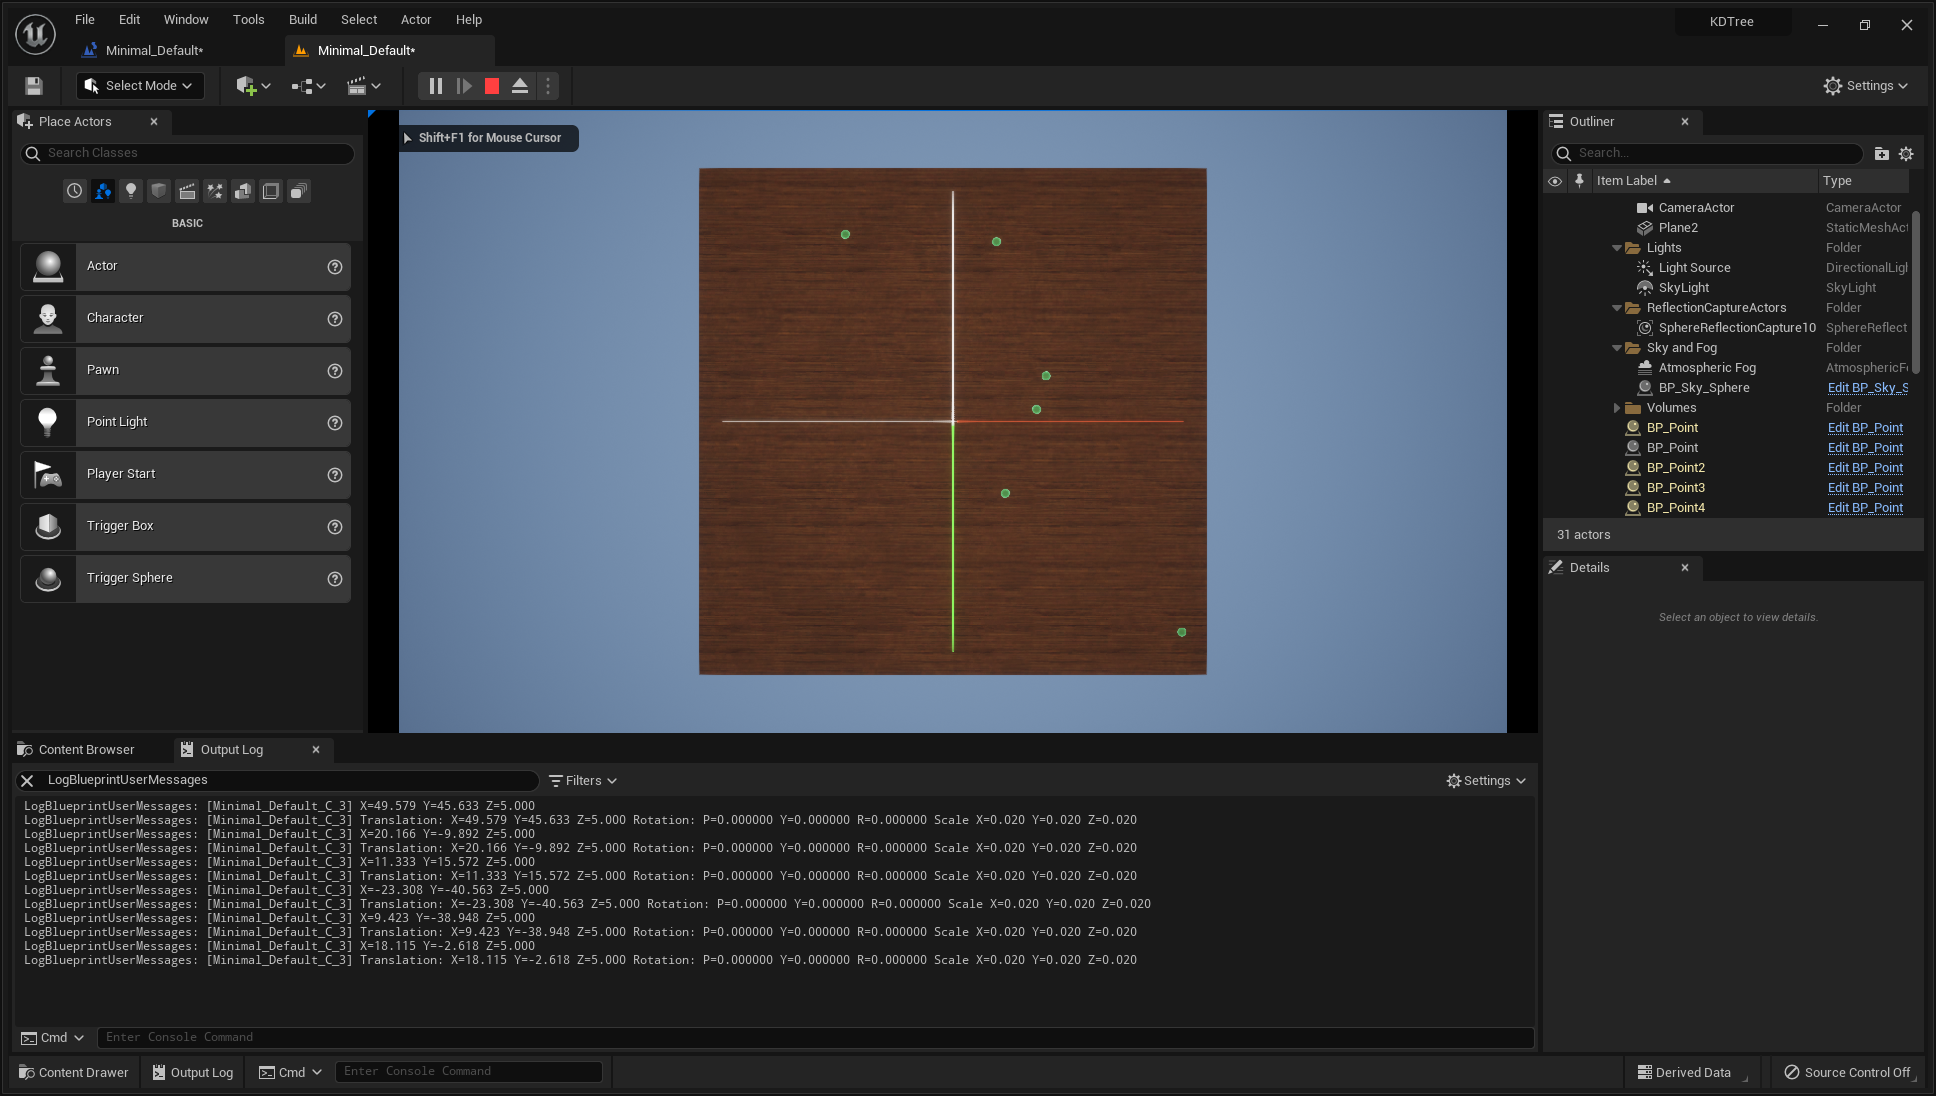 File Edit Window Tools Build Select Actor Help
KDTree
Minimal_Default*
Minimal_Default*
Select Mode
Settings
Place Actors
Search Classes
BASIC
Actor
Character
Pawn
Point Light
Player Start
Trigger Box
Trigger Sphere
Shift+F1 for Mouse Cursor
Outliner
Search...
Item Label Type
CameraActor CameraActor
Plane2 StaticMeshAct
Lights Folder
Light Source DirectionalLigh
SkyLight SkyLight
ReflectionCaptureActors Folder
SphereReflectionCapture10 SphereReflect
Sky and Fog Folder
Atmospheric Fog AtmosphericF
BP_Sky_Sphere Edit BP_Sky_S
Volumes Folder
BP_Point Edit BP_Point
BP_Point Edit BP_Point
BP_Point2 Edit BP_Point
BP_Point3 Edit BP_Point
BP_Point4 Edit BP_Point
31 actors
Details
Select an object to view details.
Content Browser Output Log
LogBlueprintUserMessages
Filters
Settings
LogBlueprintUserMessages: [Minimal_Default_C_3] X=49.579 Y=45.633 Z=5.000
LogBlueprintUserMessages: [Minimal_Default_C_3] Translation: X=49.579 Y=45.633 Z=5.000 Rotation: P=0.000000 Y=0.000000 R=0.000000 Scale X=0.020 Y=0.020 Z=0.020
LogBlueprintUserMessages: [Minimal_Default_C_3] X=20.166 Y=-9.892 Z=5.000
LogBlueprintUserMessages: [Minimal_Default_C_3] Translation: X=20.166 Y=-9.892 Z=5.000 Rotation: P=0.000000 Y=0.000000 R=0.000000 Scale X=0.020 Y=0.020 Z=0.020
LogBlueprintUserMessages: [Minimal_Default_C_3] X=11.333 Y=15.572 Z=5.000
LogBlueprintUserMessages: [Minimal_Default_C_3] Translation: X=11.333 Y=15.572 Z=5.000 Rotation: P=0.000000 Y=0.000000 R=0.000000 Scale X=0.020 Y=0.020 Z=0.020
LogBlueprintUserMessages: [Minimal_Default_C_3] X=-23.308 Y=-40.563 Z=5.000
LogBlueprintUserMessages: [Minimal_Default_C_3] Translation: X=-23.308 Y=-40.563 Z=5.000 Rotation: P=0.000000 Y=0.000000 R=0.000000 Scale X=0.020 Y=0.020 Z=0.020
LogBlueprintUserMessages: [Minimal_Default_C_3] X=9.423 Y=-38.948 Z=5.000
LogBlueprintUserMessages: [Minimal_Default_C_3] Translation: X=9.423 Y=-38.948 Z=5.000 Rotation: P=0.000000 Y=0.000000 R=0.000000 Scale X=0.020 Y=0.020 Z=0.020
LogBlueprintUserMessages: [Minimal_Default_C_3] X=18.115 Y=-2.618 Z=5.000
LogBlueprintUserMessages: [Minimal_Default_C_3] Translation: X=18.115 Y=-2.618 Z=5.000 Rotation: P=0.000000 Y=0.000000 R=0.000000 Scale X=0.020 Y=0.020 Z=0.020
Cmd Enter Console Command
Content Drawer Output Log Cmd Enter Console Command Derived Data Source Control Off